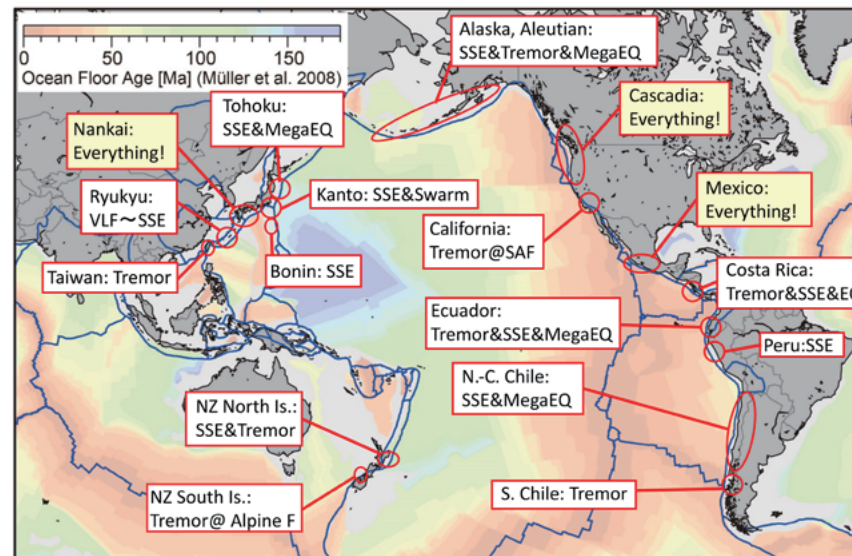 0 50 100 150
Ocean Floor Age [Ma] (Müller et al. 2008)
Alaska, Aleutian:
SSE&Tremor&MegaEQ
Tohoku:
SSE&MegaEQ
Cascadia:
Everything!
Nankai:
Everything!
Ryukyu:
VLF～SSE
Kanto: SSE&Swarm
Mexico:
Everything!
California:
Tremor@SAF
Taiwan: Tremor
Bonin: SSE
Costa Rica:
Tremor&SSE&EQ
Ecuador:
Tremor&SSE&MegaEQ
Peru:SSE
N.-C. Chile:
SSE&MegaEQ
NZ North Is.:
SSE&Tremor
NZ South Is.:
Tremor@ Alpine F
S. Chile: Tremor